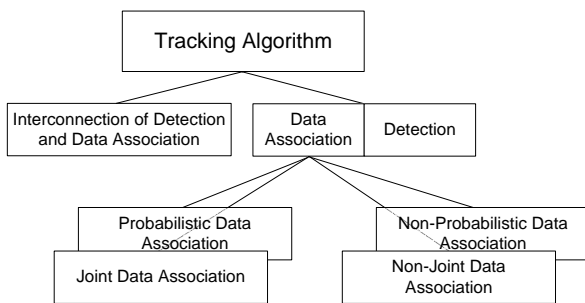 Tracking Algorithm
Interconnection of Detection
and Data Association
Data
Association
Detection
Probabilistic Data
Association
Joint Data Association
Non-Probabilistic Data
Association
Non-Joint Data
Association